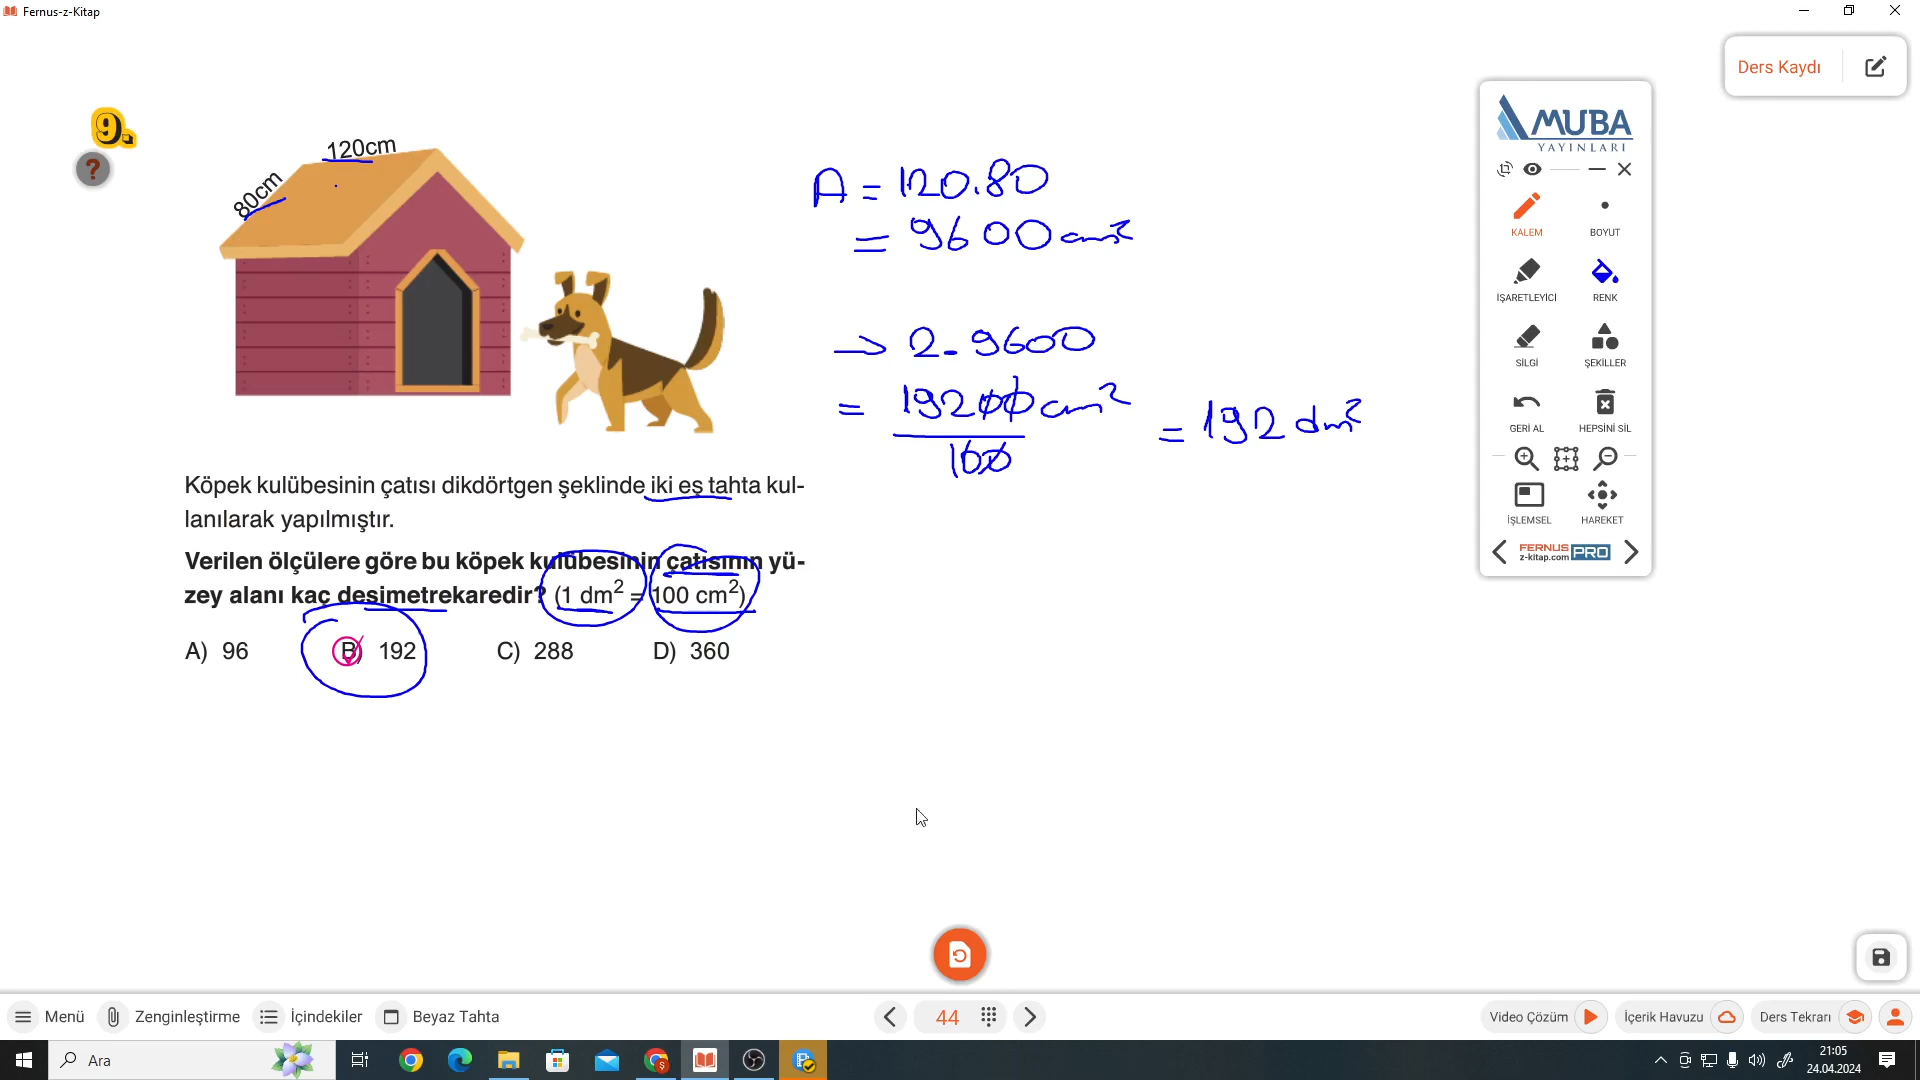 Fernus-z-Kitap
Ders Kaydı
9.
?
120cm
80cm
A = 120.80
= 9600 cm²
→ 2.9600
= 19200 cm²
100
= 192 dm²
Köpek kulübesinin çatısı dikdörtgen şeklinde iki eş tahta kul-
lanılarak yapılmıştır.
Verilen ölçülere göre bu köpek kulübesinin çatısının yü-
zey alanı kaç desimetrekaredir? (1 dm² = 100 cm²)
A) 96 B) 192 C) 288 D) 360
MUBA
YAYINLARI
KALEM BOYUT
İŞARETLEYİCİ RENK
SİLGİ ŞEKİLLER
GERİ AL HEPSİNİ SİL
İŞLEMSEL HAREKET
FERNUS
z-kitap.com PRO
Menü Zenginleştirme İçindekiler Beyaz Tahta 44 Video Çözüm İçerik Havuzu Ders Tekrarı
Ara
21:05
24.04.2024